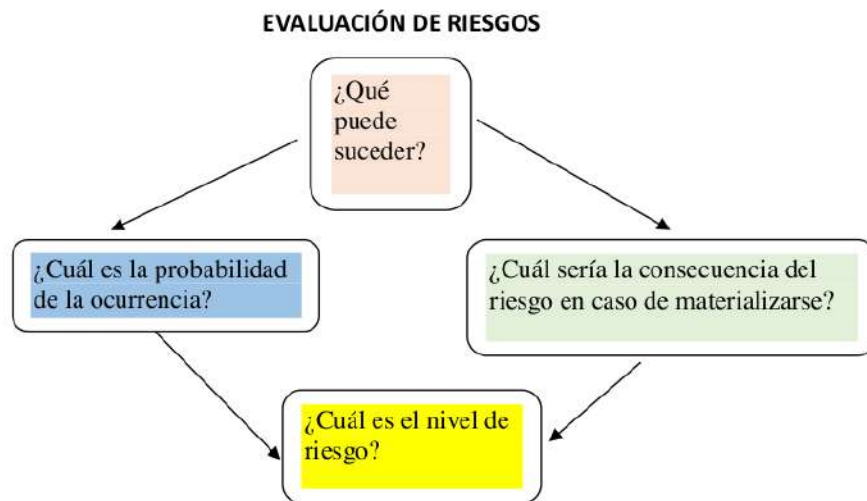 EVALUACIÓN DE RIESGOS
¿Qué
puede
suceder?
¿Cuál es la probabilidad
de la ocurrencia?
¿Cuál sería la consecuencia del
riesgo en caso de materializarse?
¿Cuál es el nivel de
riesgo?